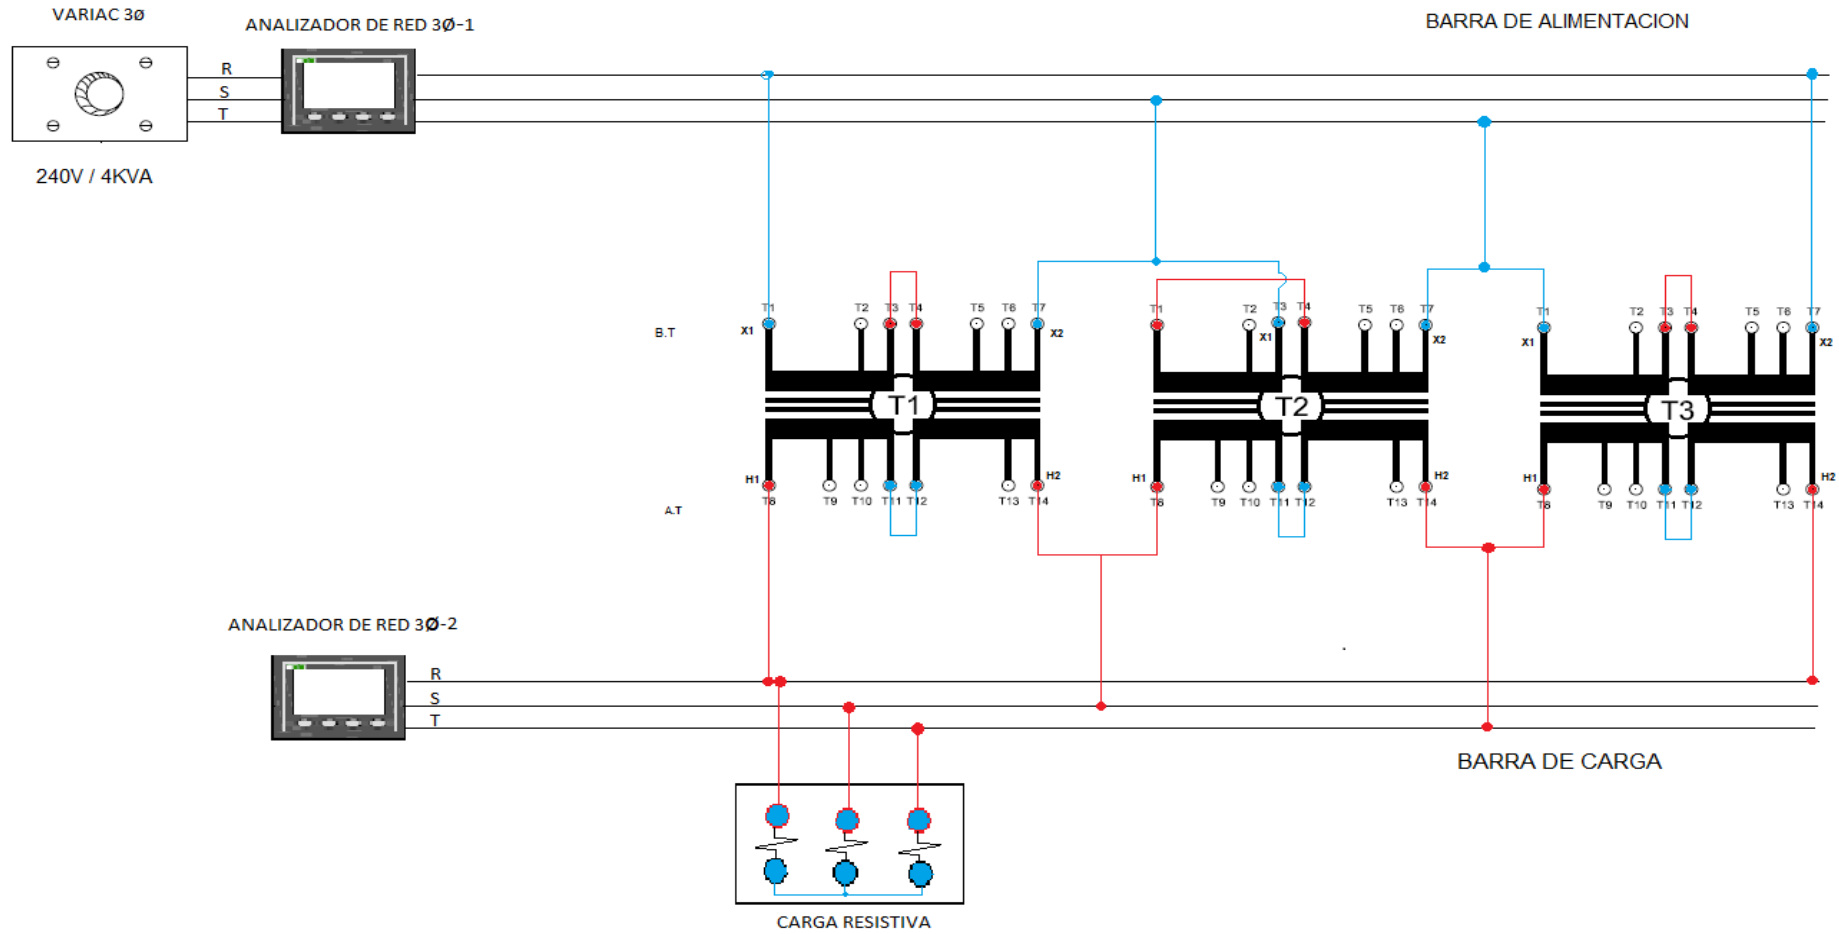 VARIAC 3ø
ANALIZADOR DE RED 3Ø-1
BARRA DE ALIMENTACION
R
S
T
240V / 4KVA
T1 T2 T3 T4 T5 T6 T7
T1 T2 T3 T4 T5 T6 T7
T1 T2 T3 T4 T5 T6 T7
B.T
X1 X2
X1 X2
X1 X2
T1 T2 T3
H1 H2
H1 H2
H1 H2
T8 T9 T10 T11 T12 T13 T14
T8 T9 T10 T11 T12 T13 T14
T8 T9 T10 T11 T12 T13 T14
A.T
ANALIZADOR DE RED 3Ø-2
R
S
T
BARRA DE CARGA
CARGA RESISTIVA